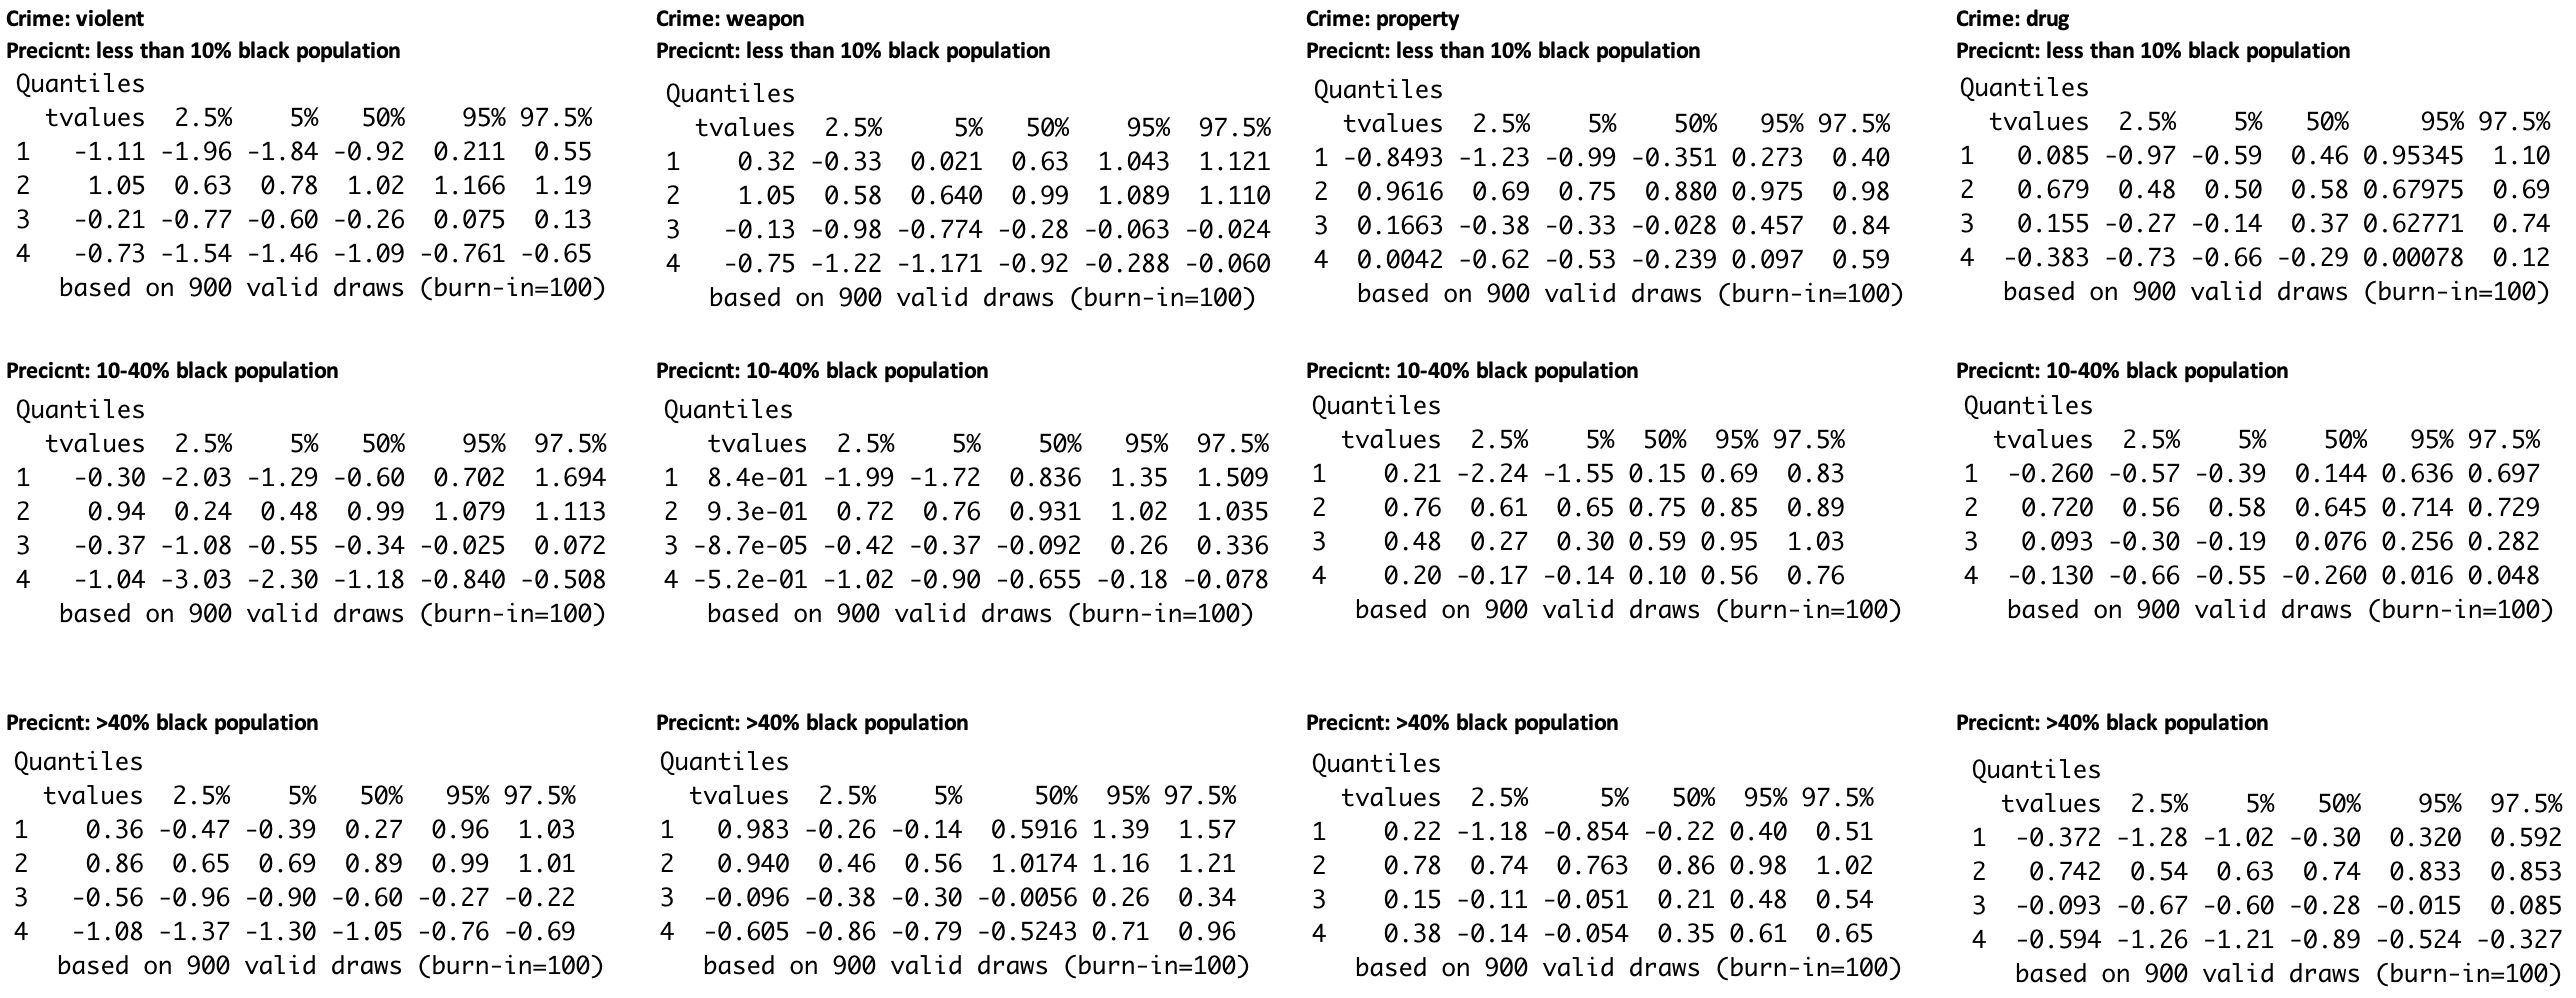 Crime: violent
Precicnt: less than 10% black population
Quantiles
tvalues 2.5% 5% 50% 95% 97.5%
1 -1.11 -1.96 -1.84 -0.92 0.211 0.55
2 1.05 0.63 0.78 1.02 1.166 1.19
3 -0.21 -0.77 -0.60 -0.26 0.075 0.13
4 -0.73 -1.54 -1.46 -1.09 -0.761 -0.65
based on 900 valid draws (burn-in=100)
Precicnt: 10-40% black population
Quantiles
tvalues 2.5% 5% 50% 95% 97.5%
1 -0.30 -2.03 -1.29 -0.60 0.702 1.694
2 0.94 0.24 0.48 0.99 1.079 1.113
3 -0.37 -1.08 -0.55 -0.34 -0.025 0.072
4 -1.04 -3.03 -2.30 -1.18 -0.840 -0.508
based on 900 valid draws (burn-in=100)
Precicnt: >40% black population
Quantiles
tvalues 2.5% 5% 50% 95% 97.5%
1 0.36 -0.47 -0.39 0.27 0.96 1.03
2 0.86 0.65 0.69 0.89 0.99 1.01
3 -0.56 -0.96 -0.90 -0.60 -0.27 -0.22
4 -1.08 -1.37 -1.30 -1.05 -0.76 -0.69
based on 900 valid draws (burn-in=100)
Crime: weapon
Precicnt: less than 10% black population
Quantiles
tvalues 2.5% 5% 50% 95% 97.5%
1 0.32 -0.33 0.021 0.63 1.043 1.121
2 1.05 0.58 0.640 0.99 1.089 1.110
3 -0.13 -0.98 -0.774 -0.28 -0.063 -0.024
4 -0.75 -1.22 -1.171 -0.92 -0.288 -0.060
based on 900 valid draws (burn-in=100)
Precicnt: 10-40% black population
Quantiles
tvalues 2.5% 5% 50% 95% 97.5%
1 8.4e-01 -1.99 -1.72 0.836 1.35 1.509
2 9.3e-01 0.72 0.76 0.931 1.02 1.035
3 -8.7e-05 -0.42 -0.37 -0.092 0.26 0.336
4 -5.2e-01 -1.02 -0.90 -0.655 -0.18 -0.078
based on 900 valid draws (burn-in=100)
Precicnt: >40% black population
Quantiles
tvalues 2.5% 5% 50% 95% 97.5%
1 0.983 -0.26 -0.14 0.5916 1.39 1.57
2 0.940 0.46 0.56 1.0174 1.16 1.21
3 -0.096 -0.38 -0.30 -0.0056 0.26 0.34
4 -0.605 -0.86 -0.79 -0.5243 0.71 0.96
based on 900 valid draws (burn-in=100)
Crime: property
Precicnt: less than 10% black population
Quantiles
tvalues 2.5% 5% 50% 95% 97.5%
1 -0.8493 -1.23 -0.99 -0.351 0.273 0.40
2 0.9616 0.69 0.75 0.880 0.975 0.98
3 0.1663 -0.38 -0.33 -0.028 0.457 0.84
4 0.0042 -0.62 -0.53 -0.239 0.097 0.59
based on 900 valid draws (burn-in=100)
Precicnt: 10-40% black population
Quantiles
tvalues 2.5% 5% 50% 95% 97.5%
1 0.21 -2.24 -1.55 0.15 0.69 0.83
2 0.76 0.61 0.65 0.75 0.85 0.89
3 0.48 0.27 0.30 0.59 0.95 1.03
4 0.20 -0.17 -0.14 0.10 0.56 0.76
based on 900 valid draws (burn-in=100)
Precicnt: >40% black population
Quantiles
tvalues 2.5% 5% 50% 95% 97.5%
1 0.22 -1.18 -0.854 -0.22 0.40 0.51
2 0.78 0.74 0.763 0.86 0.98 1.02
3 0.15 -0.11 -0.051 0.21 0.48 0.54
4 0.38 -0.14 -0.054 0.35 0.61 0.65
based on 900 valid draws (burn-in=100)
Crime: drug
Precicnt: less than 10% black population
Quantiles
tvalues 2.5% 5% 50% 95% 97.5%
1 0.085 -0.97 -0.59 0.46 0.95345 1.10
2 0.679 0.48 0.50 0.58 0.67975 0.69
3 0.155 -0.27 -0.14 0.37 0.62771 0.74
4 -0.383 -0.73 -0.66 -0.29 0.00078 0.12
based on 900 valid draws (burn-in=100)
Precicnt: 10-40% black population
Quantiles
tvalues 2.5% 5% 50% 95% 97.5%
1 -0.260 -0.57 -0.39 0.144 0.636 0.697
2 0.720 0.56 0.58 0.645 0.714 0.729
3 0.093 -0.30 -0.19 0.076 0.256 0.282
4 -0.130 -0.66 -0.55 -0.260 0.016 0.048
based on 900 valid draws (burn-in=100)
Precicnt: >40% black population
Quantiles
tvalues 2.5% 5% 50% 95% 97.5%
1 -0.372 -1.28 -1.02 -0.30 0.320 0.592
2 0.742 0.54 0.63 0.74 0.833 0.853
3 -0.093 -0.67 -0.60 -0.28 -0.015 0.085
4 -0.594 -1.26 -1.21 -0.89 -0.524 -0.327
based on 900 valid draws (burn-in=100)